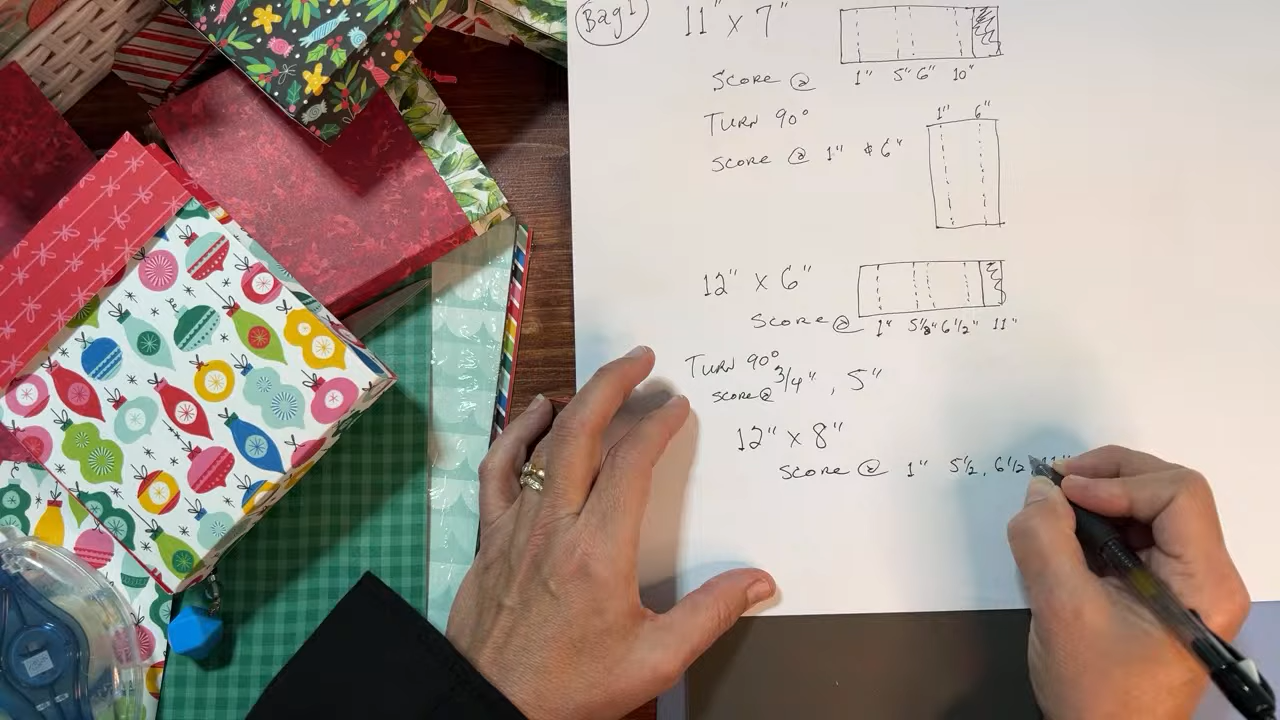 Bag 1
11" x 7"
Score @ 1" 5" 6" 10"
Turn 90°
Score @ 1" & 6"
1" 6"
12" x 6"
Score @ 1" 5½" 6½" 11"
Turn 90°
Score @ 3/4", 5"
12" x 8"
Score @ 1" 5½, 6½ 11"